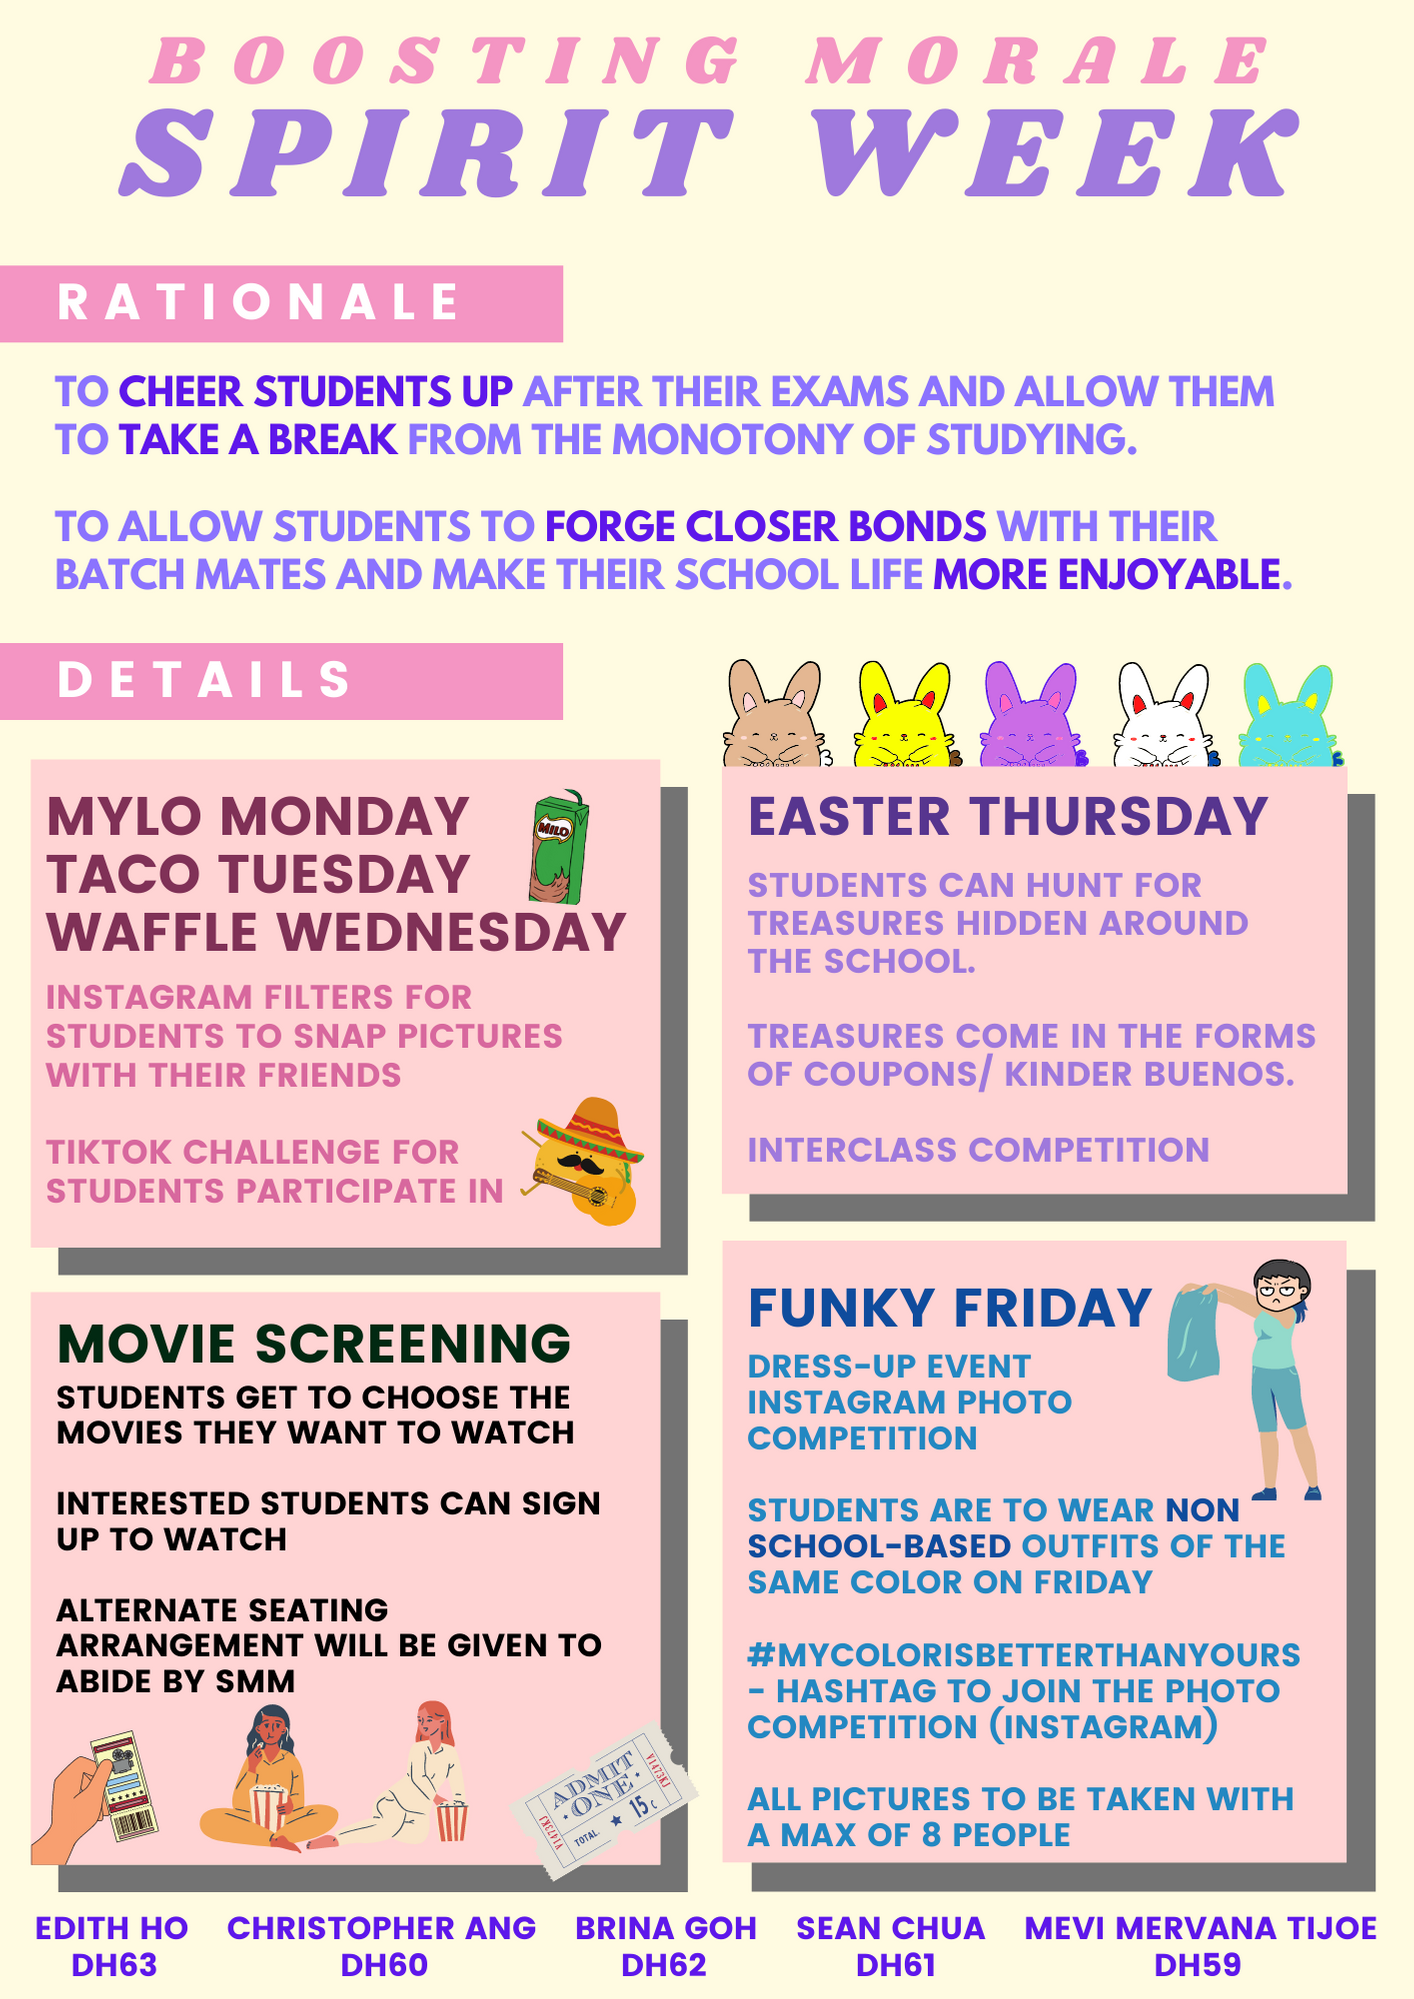 BOOSTING MORALE
SPIRIT WEEK
RATIONALE
TO CHEER STUDENTS UP AFTER THEIR EXAMS AND ALLOW THEM
TO TAKE A BREAK FROM THE MONOTONY OF STUDYING.
TO ALLOW STUDENTS TO FORGE CLOSER BONDS WITH THEIR
BATCH MATES AND MAKE THEIR SCHOOL LIFE MORE ENJOYABLE.
DETAILS
MYLO MONDAY
TACO TUESDAY
WAFFLE WEDNESDAY
MILO
INSTAGRAM FILTERS FOR
STUDENTS TO SNAP PICTURES
WITH THEIR FRIENDS
TIKTOK CHALLENGE FOR
STUDENTS PARTICIPATE IN
EASTER THURSDAY
STUDENTS CAN HUNT FOR
TREASURES HIDDEN AROUND
THE SCHOOL.
TREASURES COME IN THE FORMS
OF COUPONS/ KINDER BUENOS.
INTERCLASS COMPETITION
MOVIE SCREENING
STUDENTS GET TO CHOOSE THE
MOVIES THEY WANT TO WATCH
INTERESTED STUDENTS CAN SIGN
UP TO WATCH
ALTERNATE SEATING
ARRANGEMENT WILL BE GIVEN TO
ABIDE BY SMM
ADMIT
ONE
TOTAL. 15c
V1473KJ
V1473KJ
FUNKY FRIDAY
DRESS-UP EVENT
INSTAGRAM PHOTO
COMPETITION
STUDENTS ARE TO WEAR NON
SCHOOL-BASED OUTFITS OF THE
SAME COLOR ON FRIDAY
#MYCOLORISBETTERTHANYOURS
- HASHTAG TO JOIN THE PHOTO
COMPETITION (INSTAGRAM)
ALL PICTURES TO BE TAKEN WITH
A MAX OF 8 PEOPLE
EDITH HO
DH63
CHRISTOPHER ANG
DH60
BRINA GOH
DH62
SEAN CHUA
DH61
MEVI MERVANA TIJOE
DH59